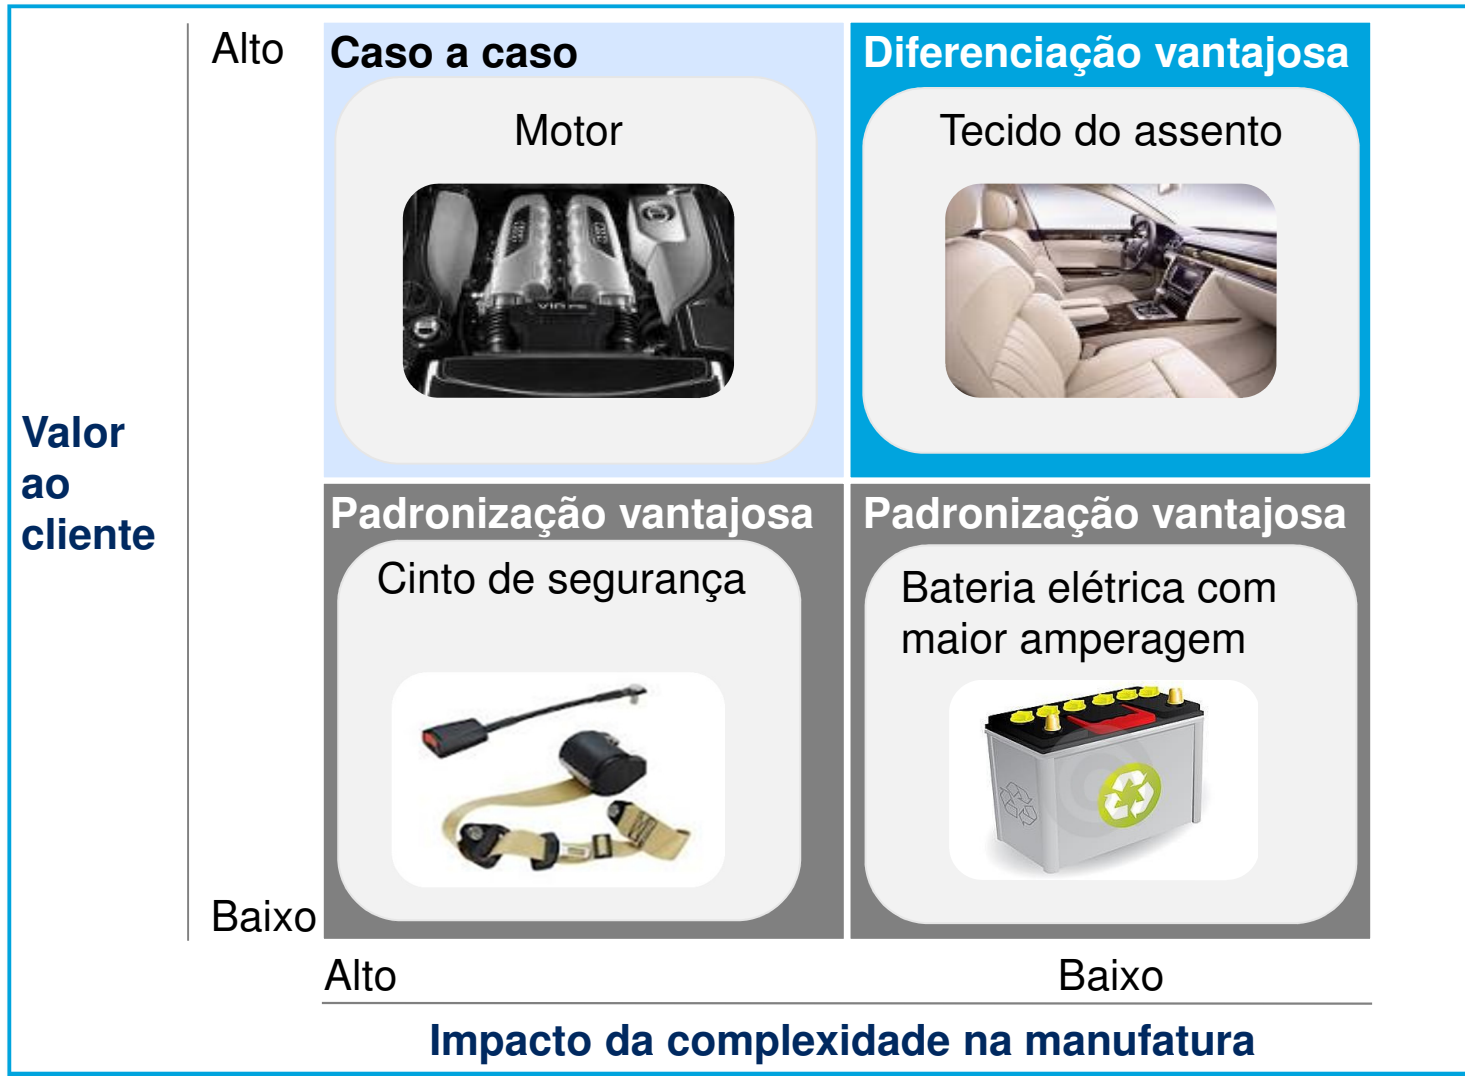 Alto
Caso a caso
Diferenciação vantajosa
Motor
Tecido do assento
Valor
ao
cliente
Padronização vantajosa
Padronização vantajosa
Cinto de segurança
Bateria elétrica com
maior amperagem
Baixo
Alto
Baixo
Impacto da complexidade na manufatura